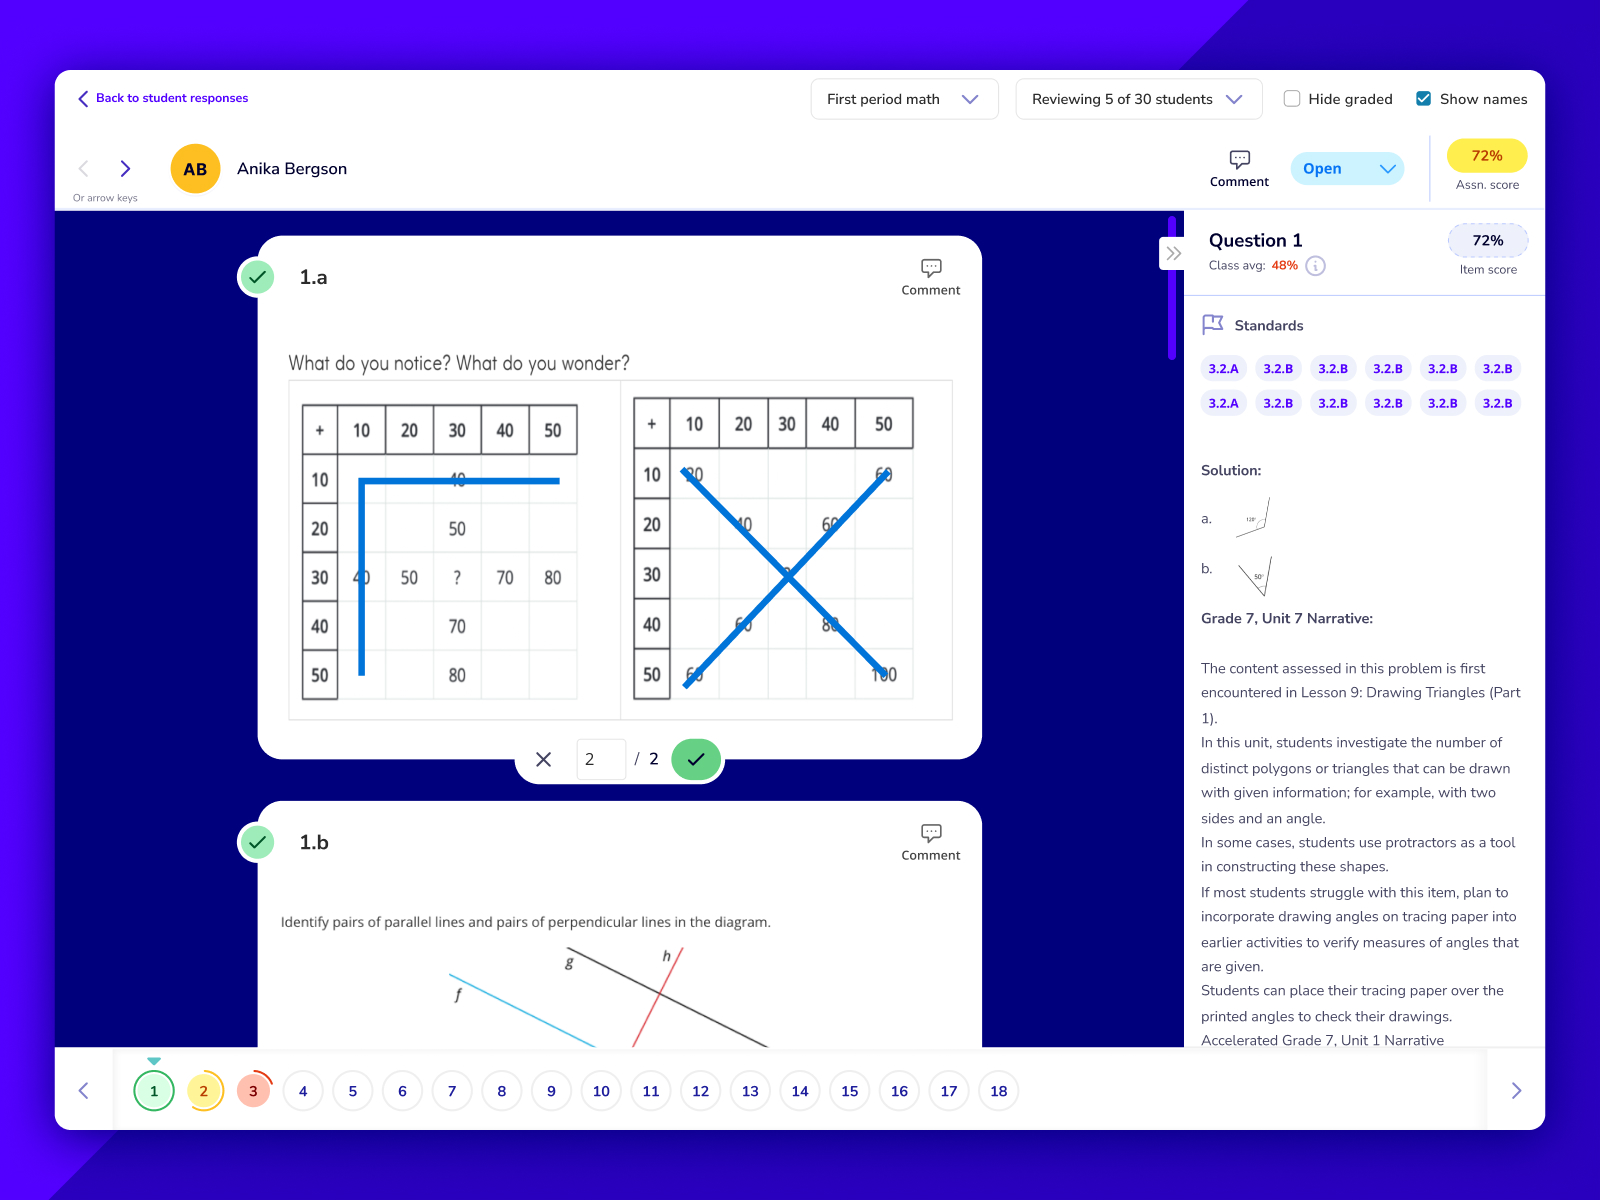 Back to student responses
First period math
Reviewing 5 of 30 students
Hide graded
Show names
Or arrow keys
AB
Anika Bergson
Comment
Open
72%
Assn. score
1.a
Comment
What do you notice? What do you wonder?
+ 10 20 30 40 50
10 40
20 50
30 40 50 ? 70 80
40 70
50 80
+ 10 20 30 40 50
10 20 60
20 40 60
30
40 60 80
50 60 100
2 / 2
1.b
Comment
Identify pairs of parallel lines and pairs of perpendicular lines in the diagram.
g
h
f
Question 1
Class avg: 48%
72%
Item score
Standards
3.2.A 3.2.B 3.2.B 3.2.B 3.2.B 3.2.B
3.2.A 3.2.B 3.2.B 3.2.B 3.2.B 3.2.B
Solution:
a. 120°
b. 50°
Grade 7, Unit 7 Narrative:
The content assessed in this problem is first
encountered in Lesson 9: Drawing Triangles (Part
1).
In this unit, students investigate the number of
distinct polygons or triangles that can be drawn
with given information; for example, with two
sides and an angle.
In some cases, students use protractors as a tool
in constructing these shapes.
If most students struggle with this item, plan to
incorporate drawing angles on tracing paper into
earlier activities to verify measures of angles that
are given.
Students can place their tracing paper over the
printed angles to check their drawings.
Accelerated Grade 7, Unit 1 Narrative
1 2 3 4 5 6 7 8 9 10 11 12 13 14 15 16 17 18